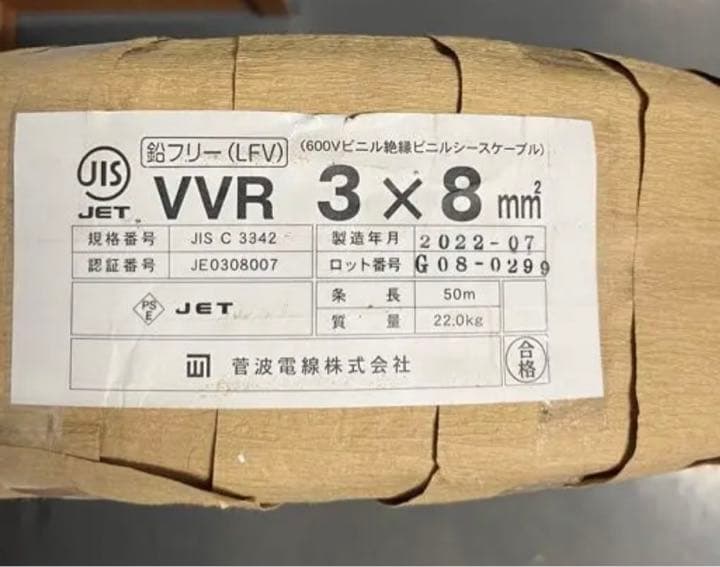 鉛フリー(LFV) (600Vビニル絶縁ビニルシースケーブル)
JIS
JET
VVR 3×8mm²
規格番号 JIS C 3342 製造年月 2022-07
認証番号 JE0308007 ロット番号 G08-0299
PS
E
JET
条長 50m
質量 22.0kg
菅波電線株式会社
合格